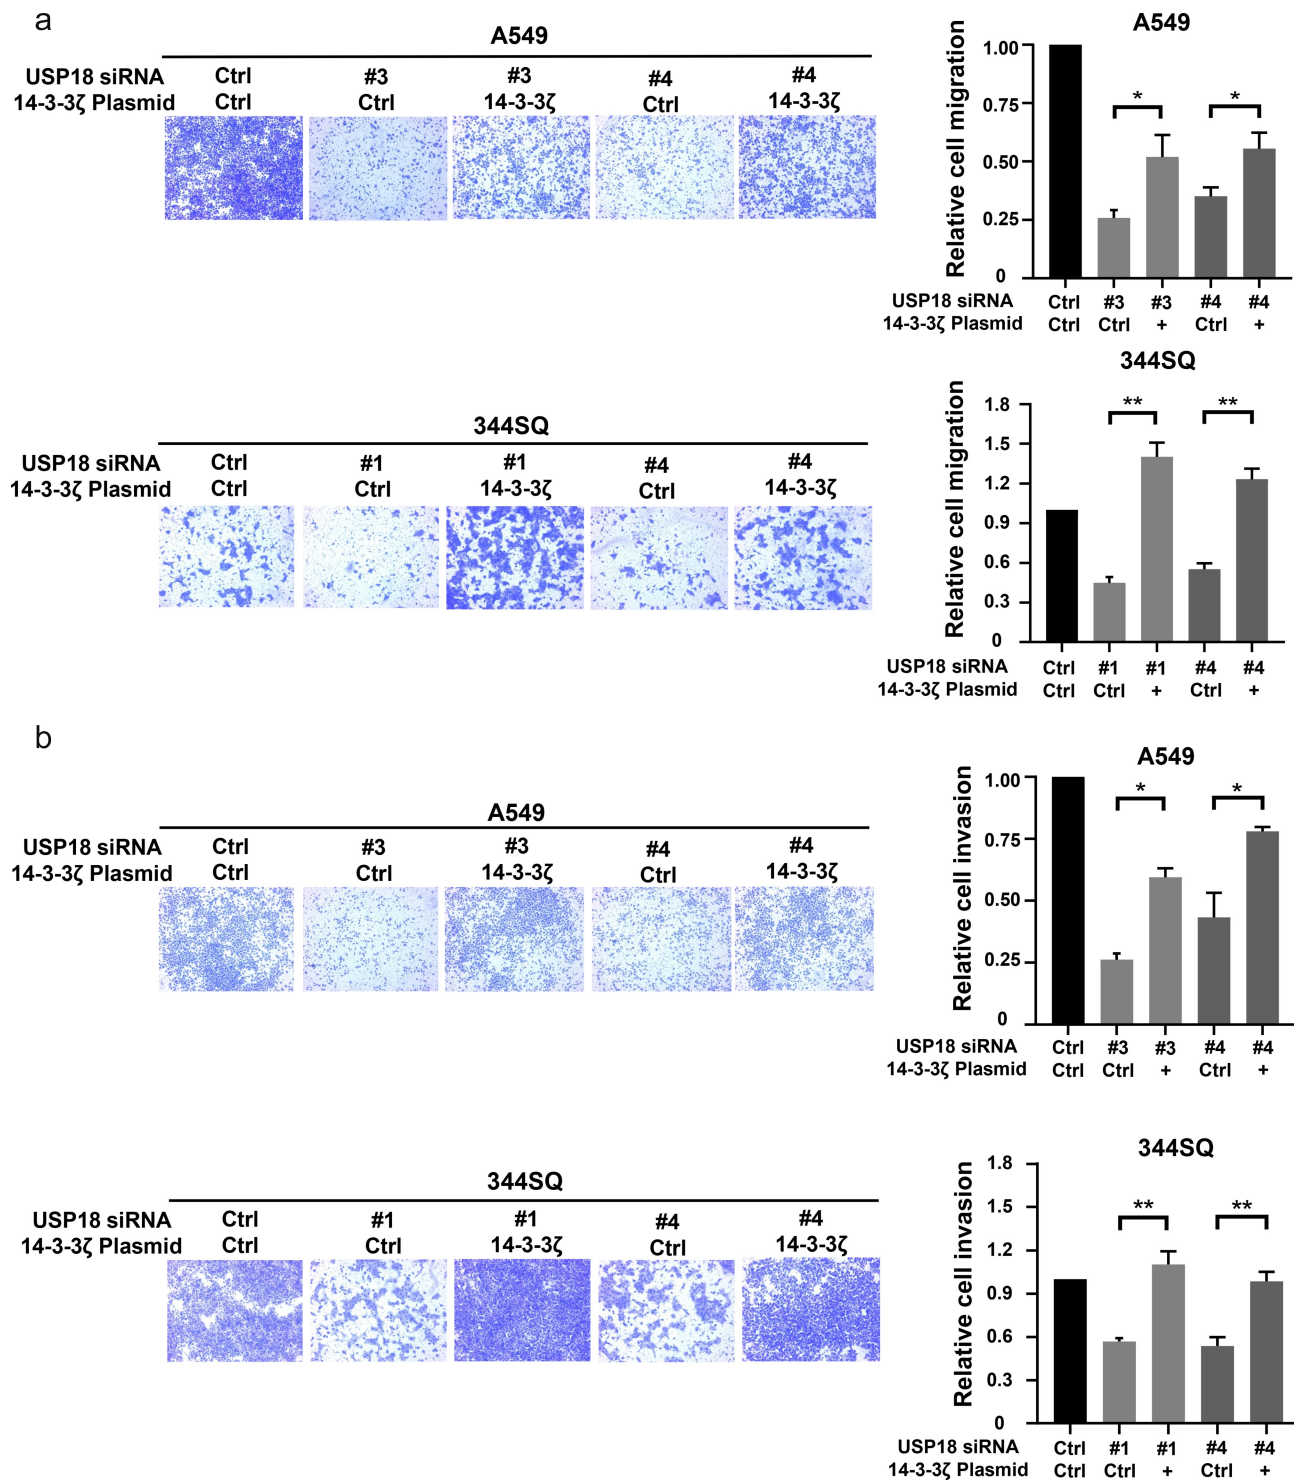 a
A549
USP18 siRNA Ctrl #3 #3 #4 #4
14-3-3ζ Plasmid Ctrl Ctrl 14-3-3ζ Ctrl 14-3-3ζ
A549
Relative cell migration
1.00
0.75
0.50
0.25
0
* *
USP18 siRNA Ctrl #3 #3 #4 #4
14-3-3ζ Plasmid Ctrl Ctrl + Ctrl +
344SQ
USP18 siRNA Ctrl #1 #1 #4 #4
14-3-3ζ Plasmid Ctrl Ctrl 14-3-3ζ Ctrl 14-3-3ζ
344SQ
Relative cell migration
1.8
1.5
1.2
0.9
0.6
0.3
0
** **
USP18 siRNA Ctrl #1 #1 #4 #4
14-3-3ζ Plasmid Ctrl Ctrl + Ctrl +
b
A549
USP18 siRNA Ctrl #3 #3 #4 #4
14-3-3ζ Plasmid Ctrl Ctrl 14-3-3ζ Ctrl 14-3-3ζ
A549
Relative cell invasion
1.00
0.75
0.50
0.25
0
* *
USP18 siRNA Ctrl #3 #3 #4 #4
14-3-3ζ Plasmid Ctrl Ctrl + Ctrl +
344SQ
USP18 siRNA Ctrl #1 #1 #4 #4
14-3-3ζ Plasmid Ctrl Ctrl 14-3-3ζ Ctrl 14-3-3ζ
344SQ
Relative cell invasion
1.8
1.5
1.2
0.9
0.6
0.3
0
** **
USP18 siRNA Ctrl #1 #1 #4 #4
14-3-3ζ Plasmid Ctrl Ctrl + Ctrl +